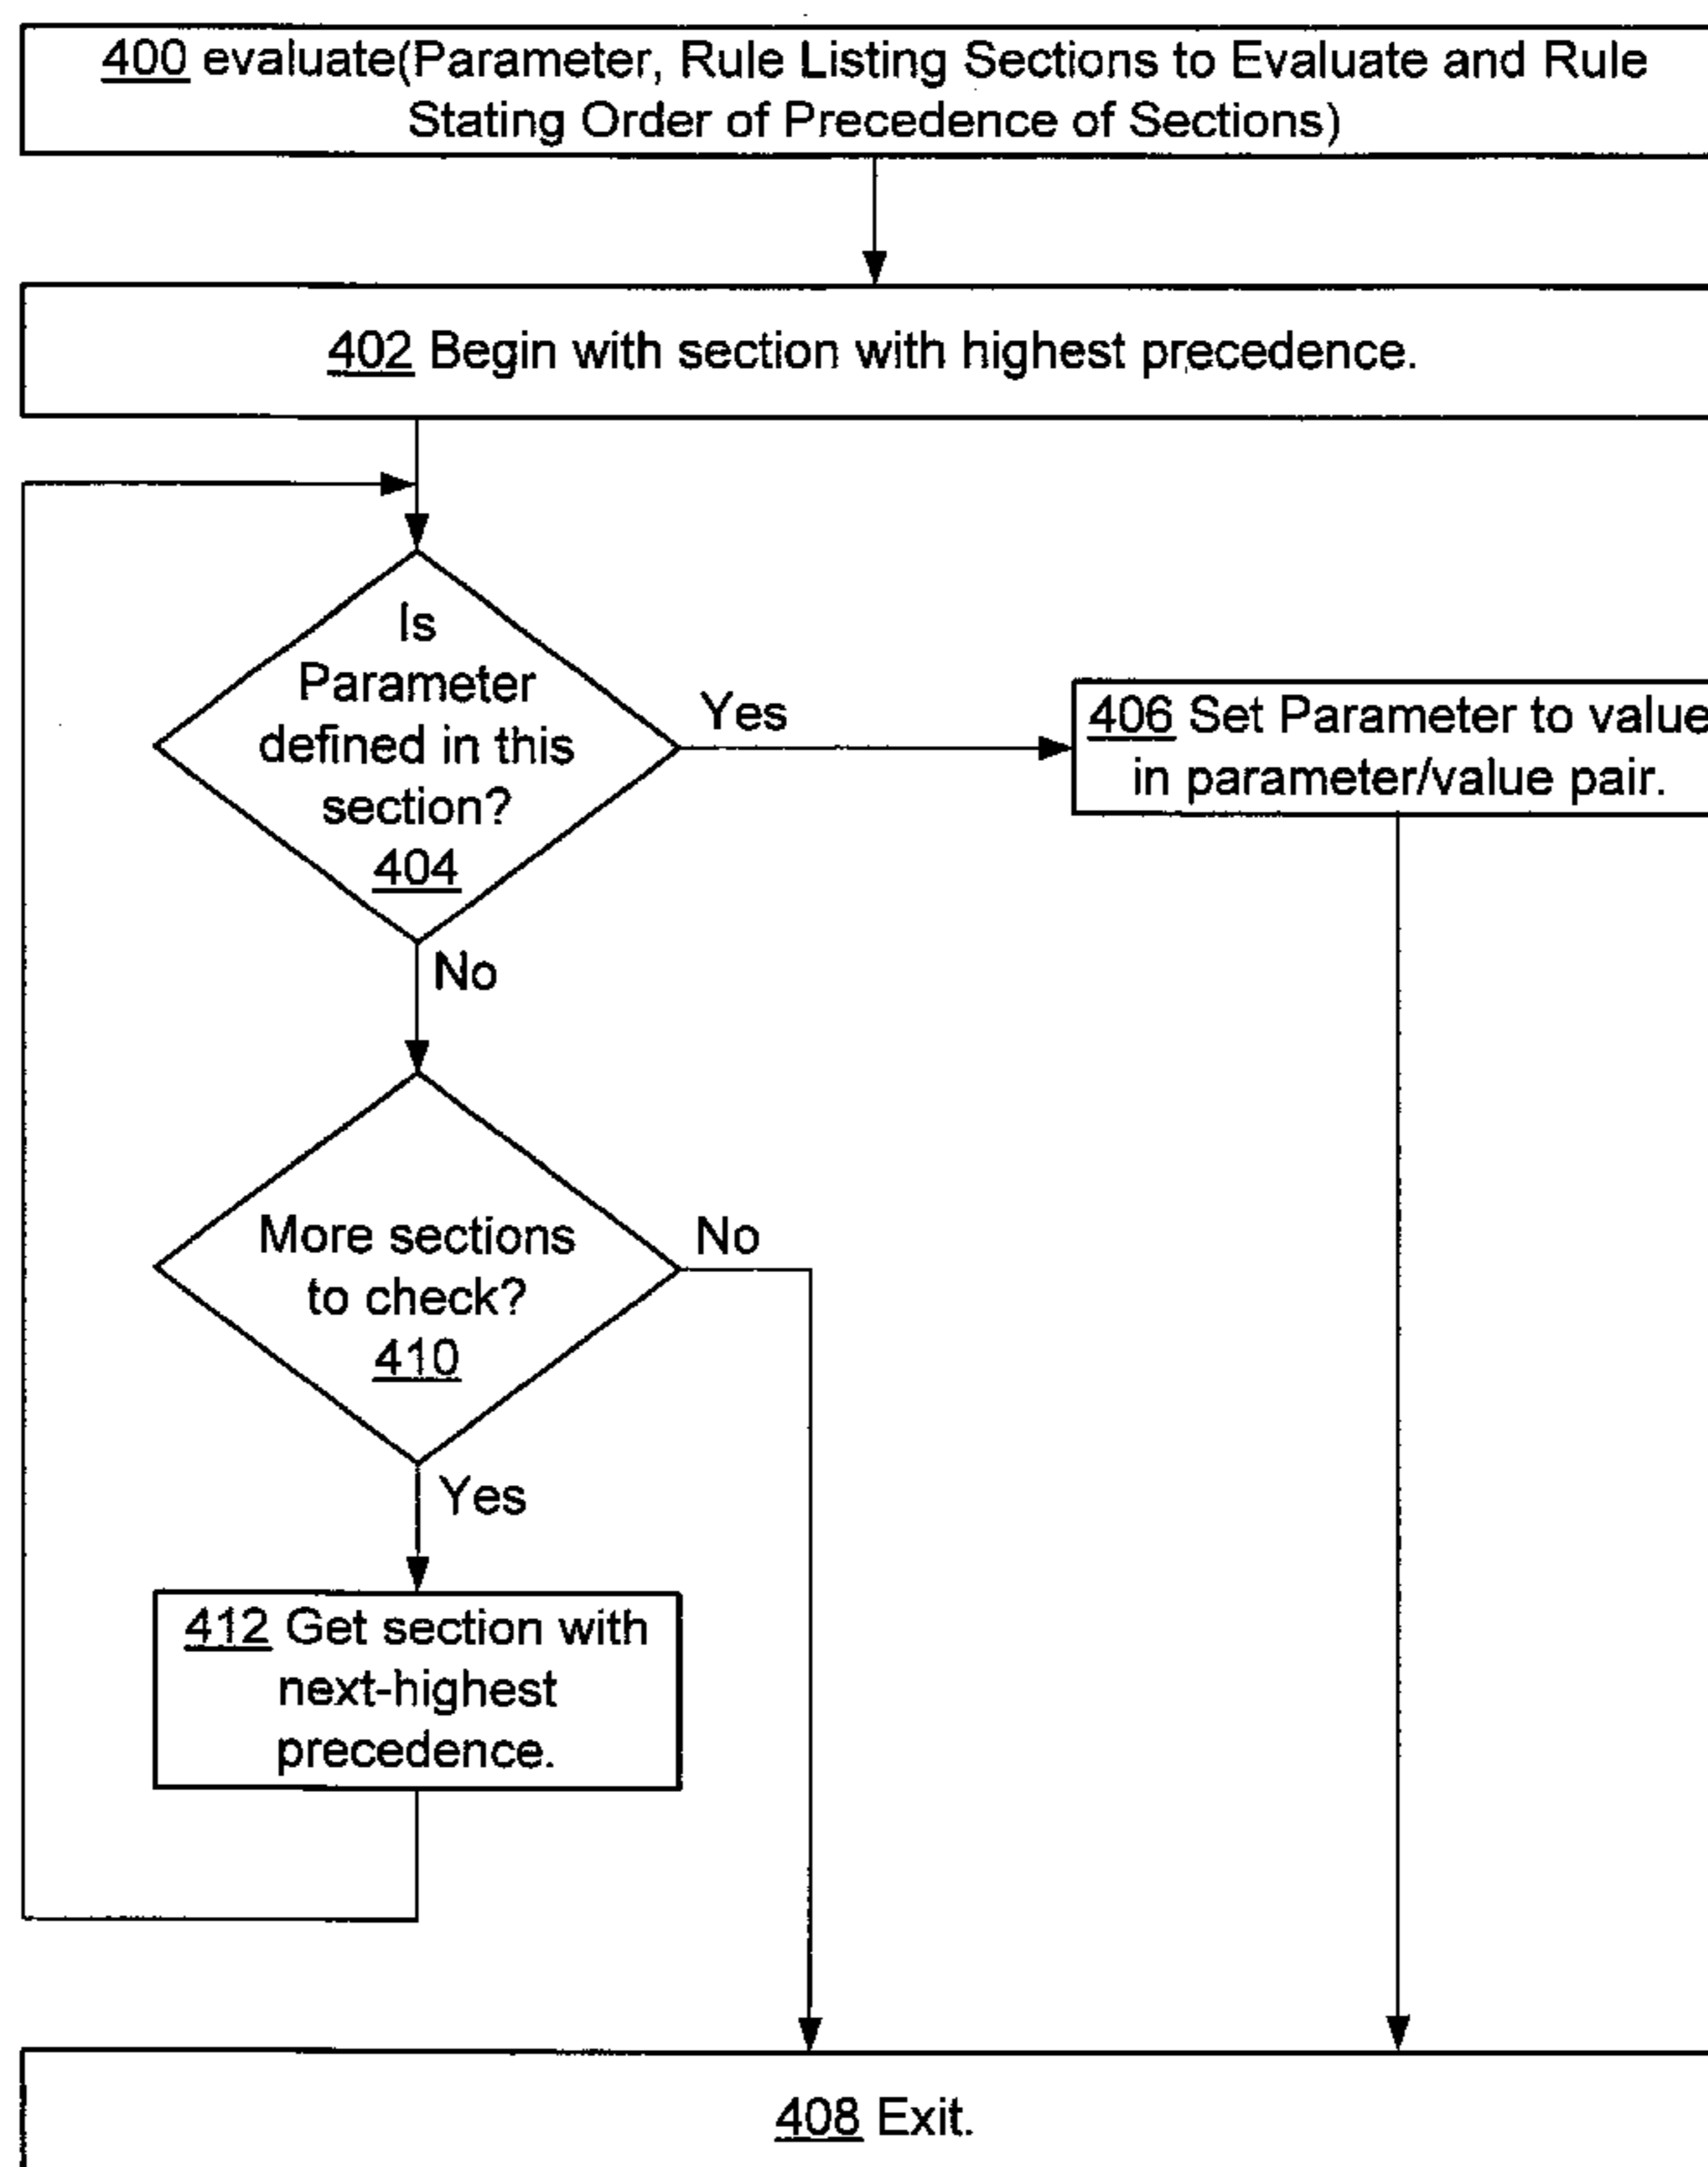 400 evaluate(Parameter, Rule Listing Sections to Evaluate and Rule
Stating Order of Precedence of Sections)
402 Begin with section with highest precedence.
Is
Parameter
defined in this
section?
404
Yes
406 Set Parameter to value
in parameter/value pair.
No
More sections
to check?
410
No
Yes
412 Get section with
next-highest
precedence.
408 Exit.